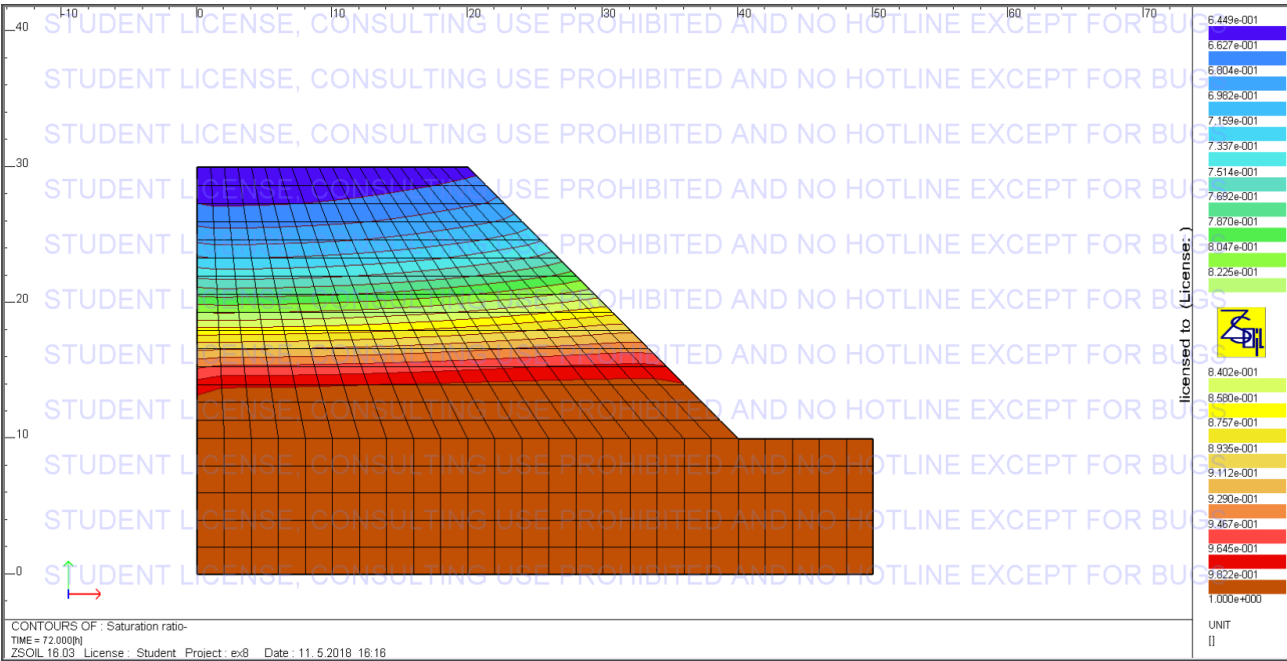 -10 0 10 20 30 40 50 60 70
40
30
20
10
0
STUDENT LICENSE, CONSULTING USE PROHIBITED AND NO HOTLINE EXCEPT FOR BUGS
STUDENT LICENSE, CONSULTING USE PROHIBITED AND NO HOTLINE EXCEPT FOR BUGS
STUDENT LICENSE, CONSULTING USE PROHIBITED AND NO HOTLINE EXCEPT FOR BUGS
STUDENT LICENSE, CONSULTING USE PROHIBITED AND NO HOTLINE EXCEPT FOR BUGS
STUDENT PROHIBITED AND NO HOTLINE EXCEPT FOR BUGS
STUDENT AND NO HOTLINE EXCEPT FOR BUGS
STUDENT AND NO HOTLINE EXCEPT FOR BUGS
STUDENT LICENSE, CONSULTING USE PROHIBITED AND NO HOTLINE EXCEPT FOR BUGS
STUDENT LICENSE, CONSULTING USE PROHIBITED AND NO HOTLINE EXCEPT FOR BUGS
STUDENT LICENSE, CONSULTING USE PROHIBITED AND NO HOTLINE EXCEPT FOR BUGS
STUDENT LICENSE, CONSULTING USE PROHIBITED AND NO HOTLINE EXCEPT FOR BUGS
licensed to (License: )
6.449e-001
6.627e-001
6.804e-001
6.982e-001
7.159e-001
7.337e-001
7.514e-001
7.692e-001
7.870e-001
8.047e-001
8.225e-001
ZSoil
8.402e-001
8.580e-001
8.757e-001
8.935e-001
9.112e-001
9.290e-001
9.467e-001
9.645e-001
9.822e-001
1.000e+000
UNIT
[]
CONTOURS OF : Saturation ratio-
TIME = 72.000[h]
ZSOIL 16.03 License : Student Project : ex8 Date : 11. 5.2018 16:16